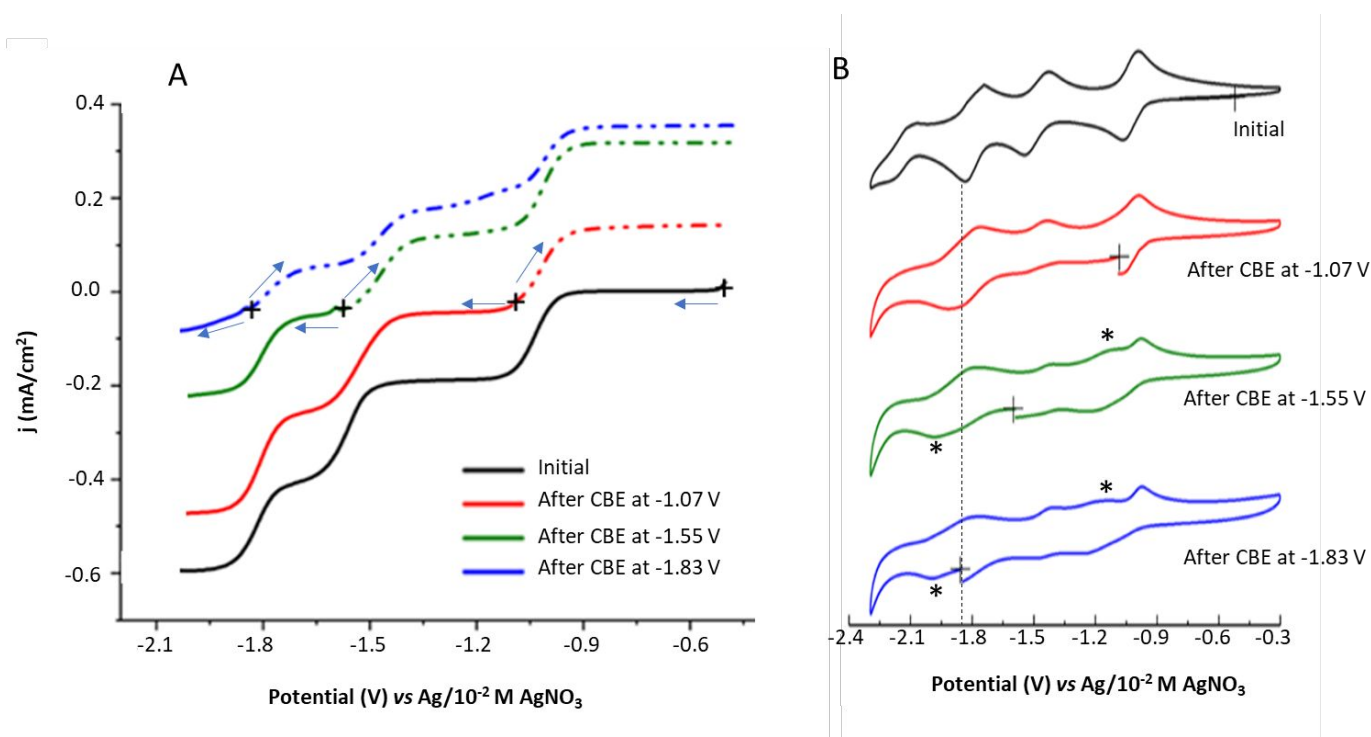 A
0.4
0.2
0.0
-0.2
-0.4
-0.6
j (mA/cm²)
Initial
After CBE at -1.07 V
After CBE at -1.55 V
After CBE at -1.83 V
-2.1 -1.8 -1.5 -1.2 -0.9 -0.6
Potential (V) vs Ag/10⁻² M AgNO₃
B
Initial
After CBE at -1.07 V
*
After CBE at -1.55 V
*
*
After CBE at -1.83 V
*
-2.4 -2.1 -1.8 -1.5 -1.2 -0.9 -0.6 -0.3
Potential (V) vs Ag/10⁻² M AgNO₃